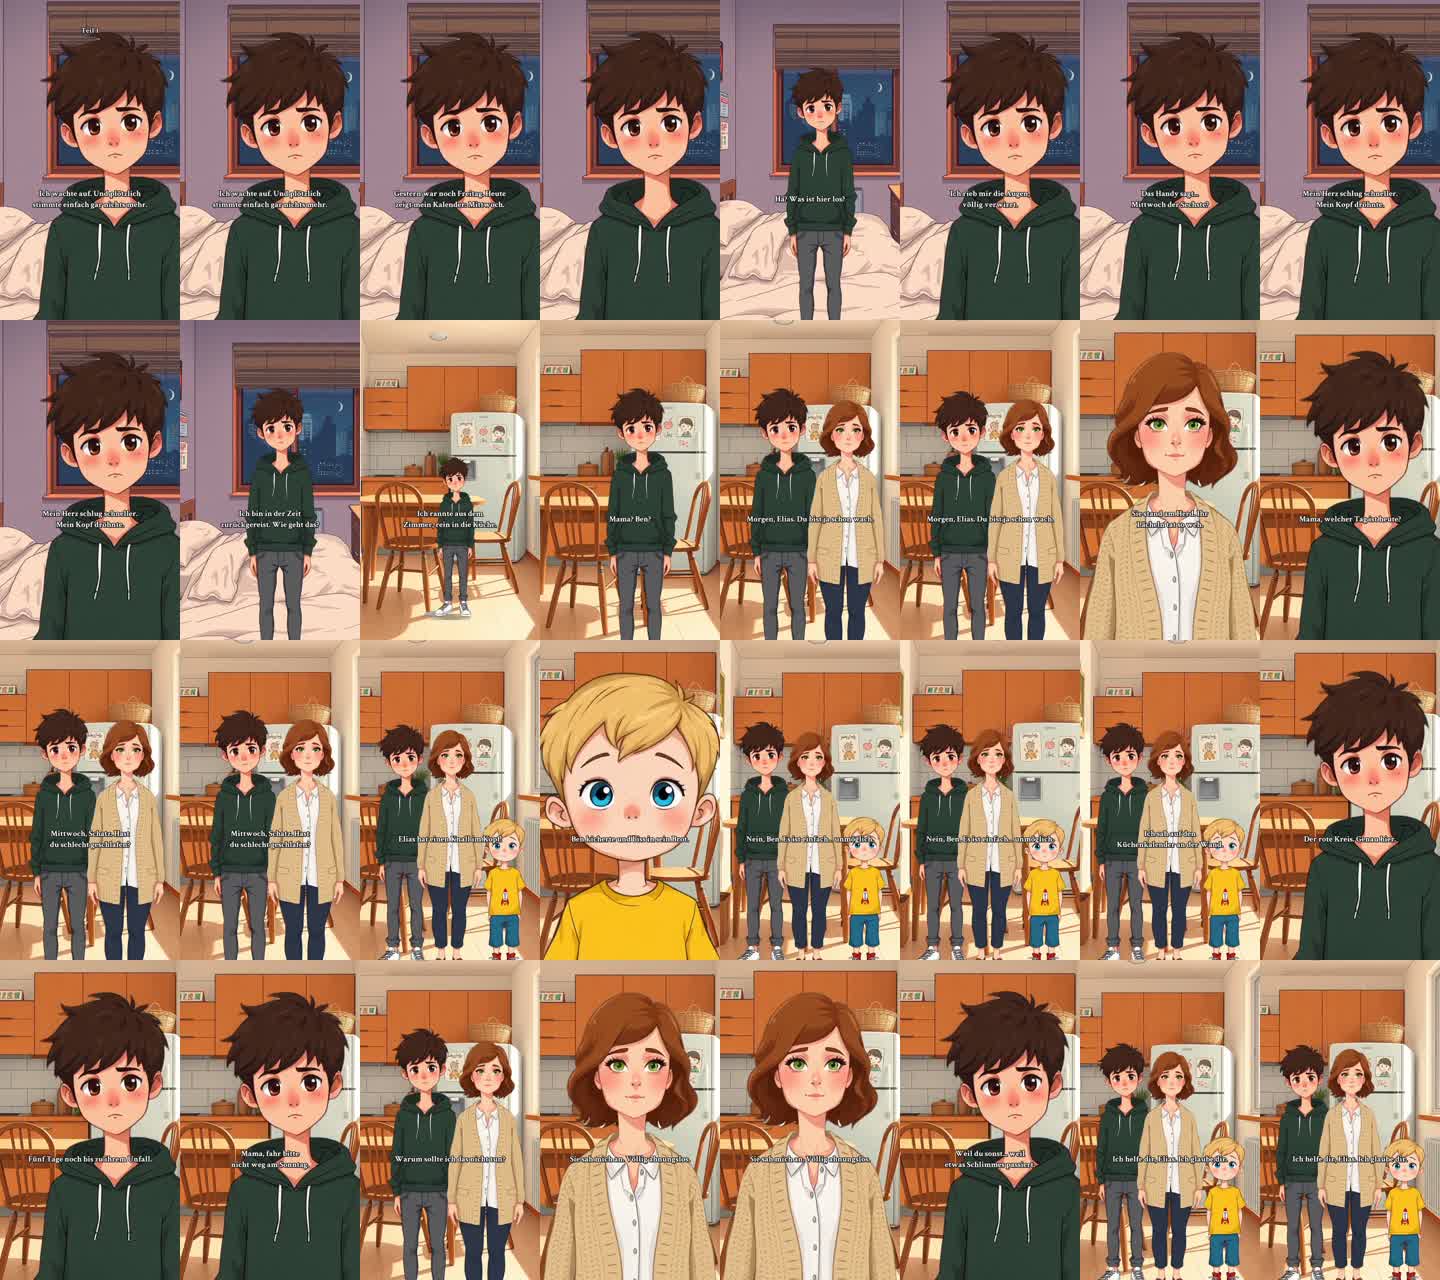 Teil 1
Ich wachte auf. Und plötzlich
stimmte einfach gar nichts mehr.
Ich wachte auf. Und plötzlich
stimmte einfach gar nichts mehr.
Gestern war noch Freitag. Heute
zeigt mein Kalender: Mittwoch.
Hä? Was ist hier los?
Ich rieb mir die Augen,
völlig verwirrt.
Das Handy sagt...
Mittwoch der Sechste?
Mein Herz schlug schneller.
Mein Kopf dröhnte.
Mein Herz schlug schneller.
Mein Kopf dröhnte.
Ich bin in der Zeit
zurückgereist. Wie geht das?
Ich rannte aus dem
Zimmer, rein in die Küche.
Mama? Ben?
Morgen, Elias. Du bist ja schon wach.
Morgen, Elias. Du bist ja schon wach.
Sie stand am Herd. Ihr
Lächeln tat so weh.
Mama, welcher Tag ist heute?
Mittwoch, Schatz. Hast
du schlecht geschlafen?
Mittwoch, Schatz. Hast
du schlecht geschlafen?
Elias hat einen Knall im Kopf!
Ben kicherte und biss in sein Brot.
Nein, Ben. Es ist einfach... unmöglich.
Nein, Ben. Es ist einfach... unmöglich.
Ich sah auf den
Küchenkalender an der Wand.
Der rote Kreis. Genau hier.
Fünf Tage noch bis zu ihrem Unfall.
Mama, fahr bitte
nicht weg am Sonntag.
Warum sollte ich das nicht tun?
Sie sah mich an. Völlig ahnungslos.
Sie sah mich an. Völlig ahnungslos.
Weil du sonst... weil
etwas Schlimmes passiert.
Ich helfe dir, Elias. Ich glaube dir.
Ich helfe dir, Elias. Ich glaube dir.